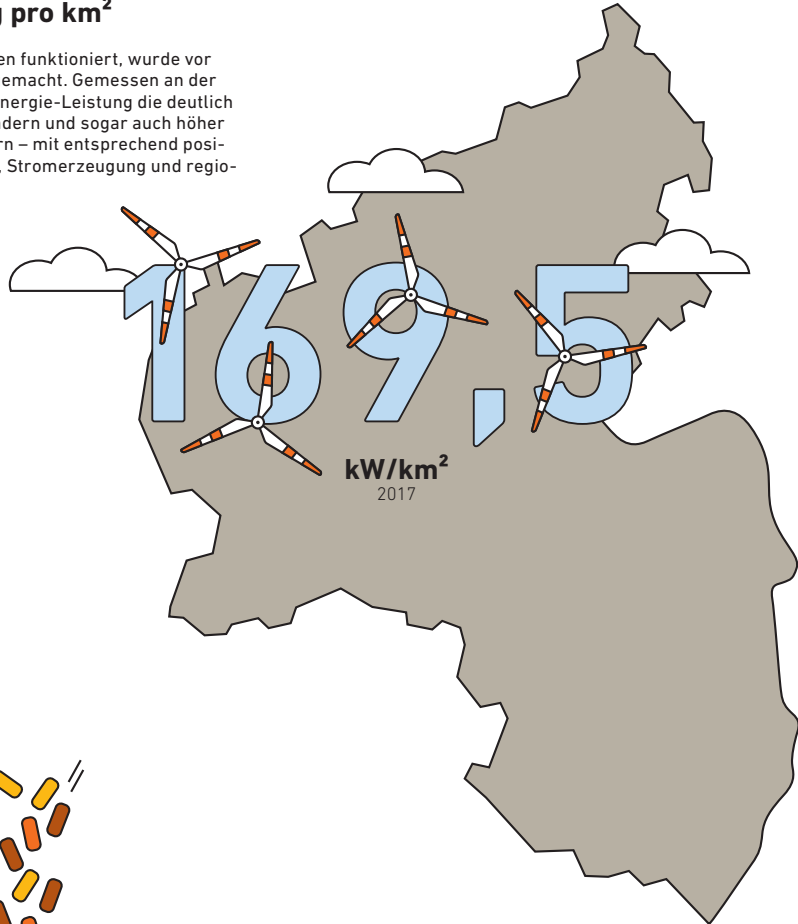 g pro km²
en funktioniert, wurde vor
emacht. Gemessen an der
nergie-Leistung die deutlich
ndern und sogar auch höher
rn – mit entsprechend posi-
, Stromerzeugung und regio-
169,5
kW/km²
2017